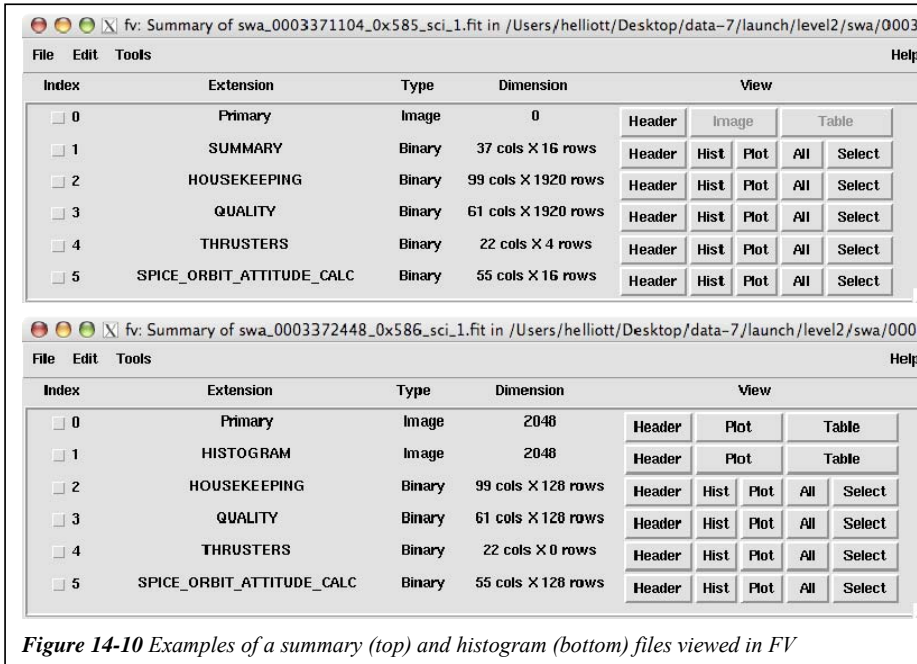 fv: Summary of swa_0003371104_0x585_sci_1.fit in /Users/helliott/Desktop/data-7/launch/level2/swa/0003
File Edit Tools Help
Index Extension Type Dimension View
0 Primary Image 0 Header Image Table
1 SUMMARY Binary 37 cols X 16 rows Header Hist Plot All Select
2 HOUSEKEEPING Binary 99 cols X 1920 rows Header Hist Plot All Select
3 QUALITY Binary 61 cols X 1920 rows Header Hist Plot All Select
4 THRUSTERS Binary 22 cols X 4 rows Header Hist Plot All Select
5 SPICE_ORBIT_ATTITUDE_CALC Binary 55 cols X 16 rows Header Hist Plot All Select
fv: Summary of swa_0003372448_0x586_sci_1.fit in /Users/helliott/Desktop/data-7/launch/level2/swa/000
File Edit Tools Help
Index Extension Type Dimension View
0 Primary Image 2048 Header Plot Table
1 HISTOGRAM Image 2048 Header Plot Table
2 HOUSEKEEPING Binary 99 cols X 128 rows Header Hist Plot All Select
3 QUALITY Binary 61 cols X 128 rows Header Hist Plot All Select
4 THRUSTERS Binary 22 cols X 0 rows Header Hist Plot All Select
5 SPICE_ORBIT_ATTITUDE_CALC Binary 55 cols X 128 rows Header Hist Plot All Select
Figure 14-10 Examples of a summary (top) and histogram (bottom) files viewed in FV